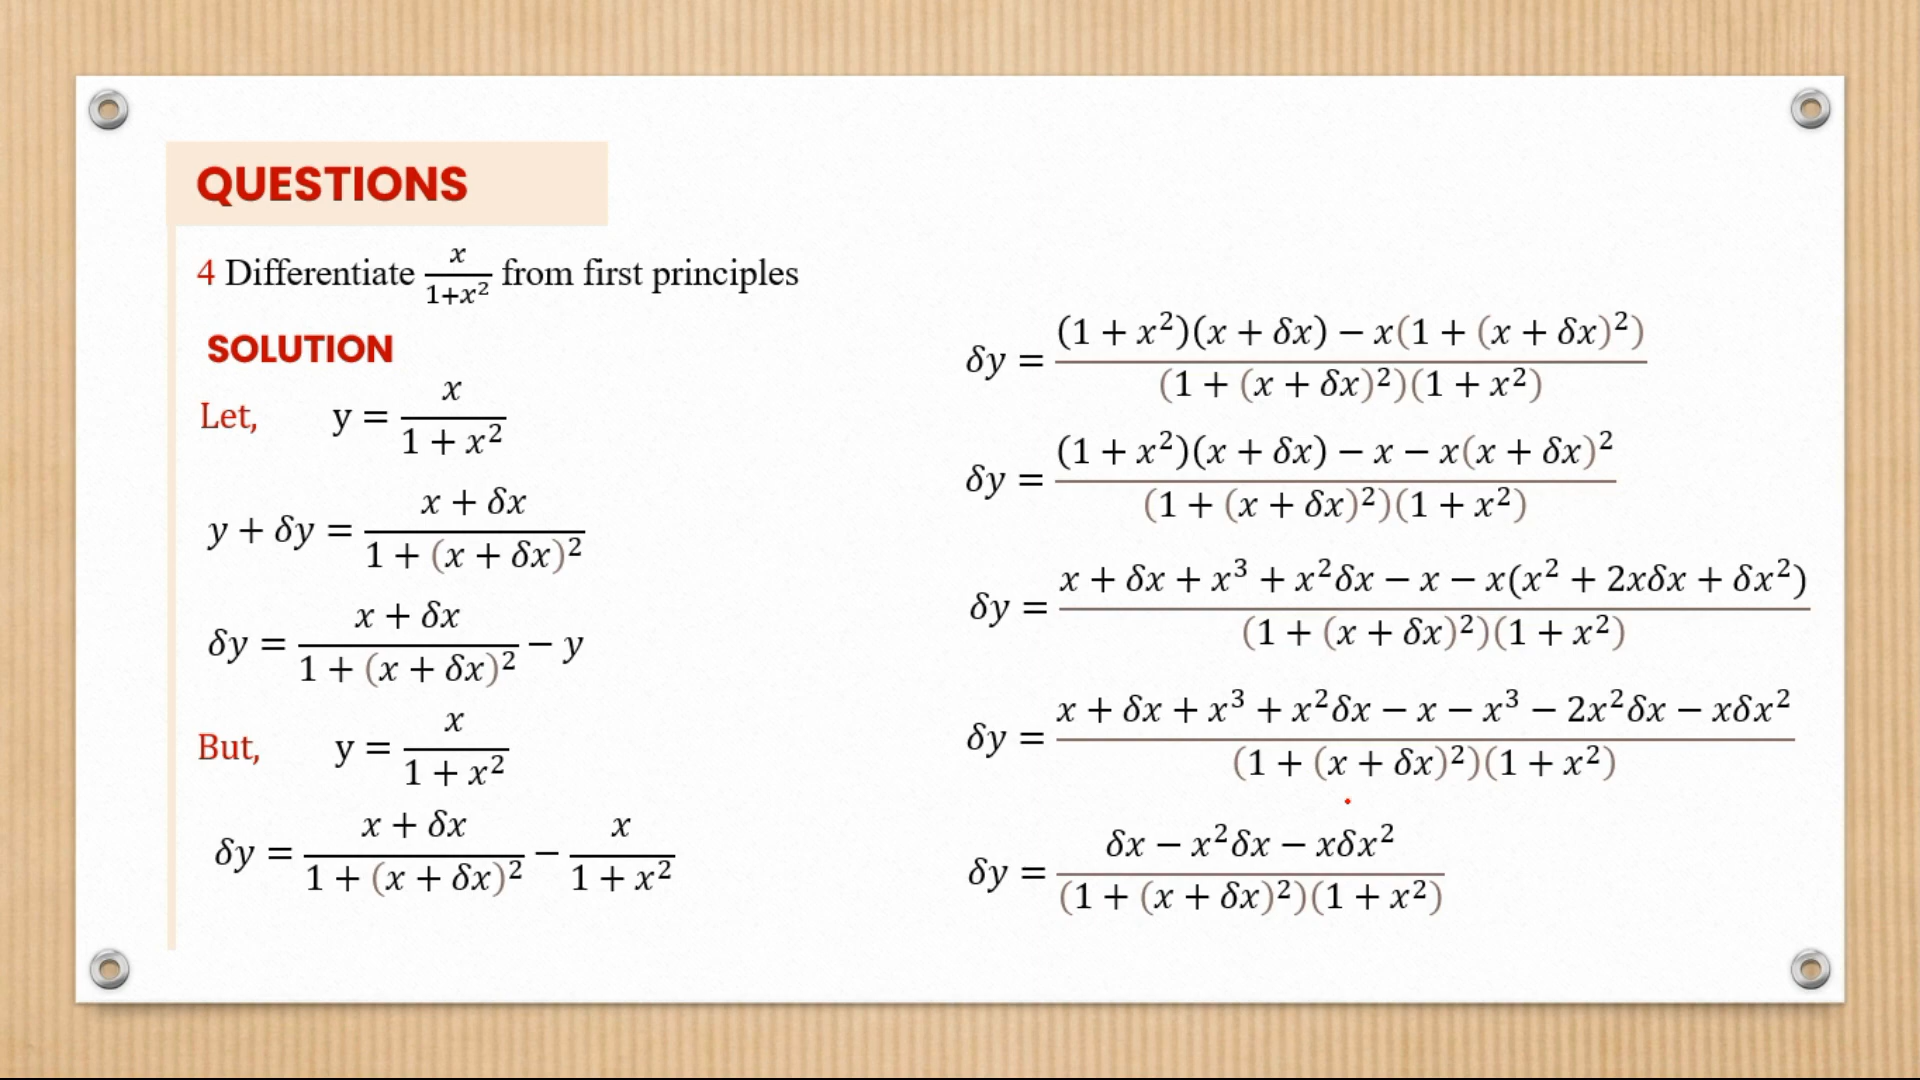 QUESTIONS
4 Differentiate x/(1+x²) from first principles
SOLUTION
Let, y = x/(1 + x²)
y + δy = (x + δx)/(1 + (x + δx)²)
δy = (x + δx)/(1 + (x + δx)²) − y
But, y = x/(1 + x²)
δy = (x + δx)/(1 + (x + δx)²) − x/(1 + x²)
δy = ((1 + x²)(x + δx) − x(1 + (x + δx)²))/((1 + (x + δx)²)(1 + x²))
δy = ((1 + x²)(x + δx) − x − x(x + δx)²)/((1 + (x + δx)²)(1 + x²))
δy = (x + δx + x³ + x²δx − x − x(x² + 2xδx + δx²))/((1 + (x + δx)²)(1 + x²))
δy = (x + δx + x³ + x²δx − x − x³ − 2x²δx − xδx²)/((1 + (x + δx)²)(1 + x²))
δy = (δx − x²δx − xδx²)/((1 + (x + δx)²)(1 + x²))